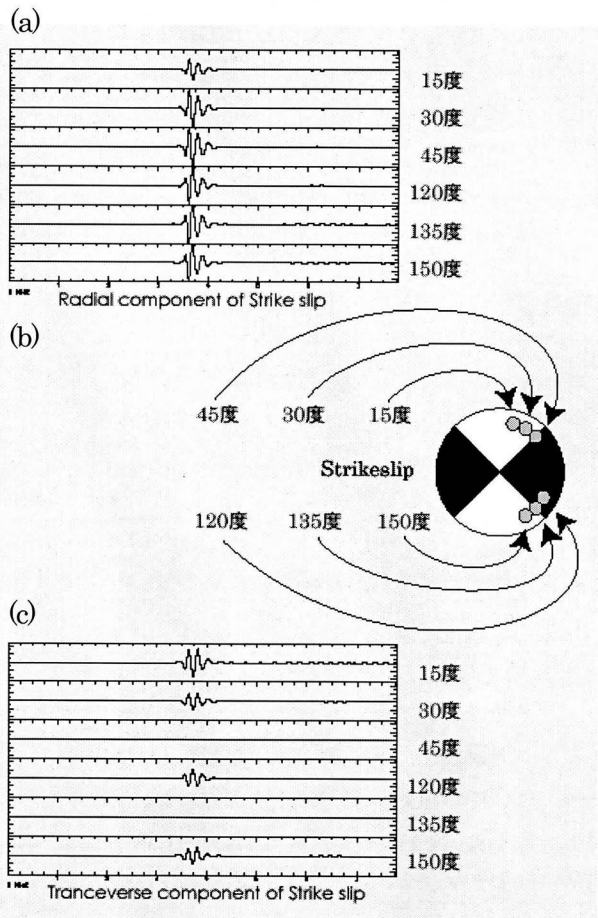 (a)
15度
30度
45度
120度
135度
150度
Radial component of Strike slip
(b)
45度 30度 15度
Strikeslip
120度 135度 150度
(c)
15度
30度
45度
120度
135度
150度
Tranceverse component of Strike slip